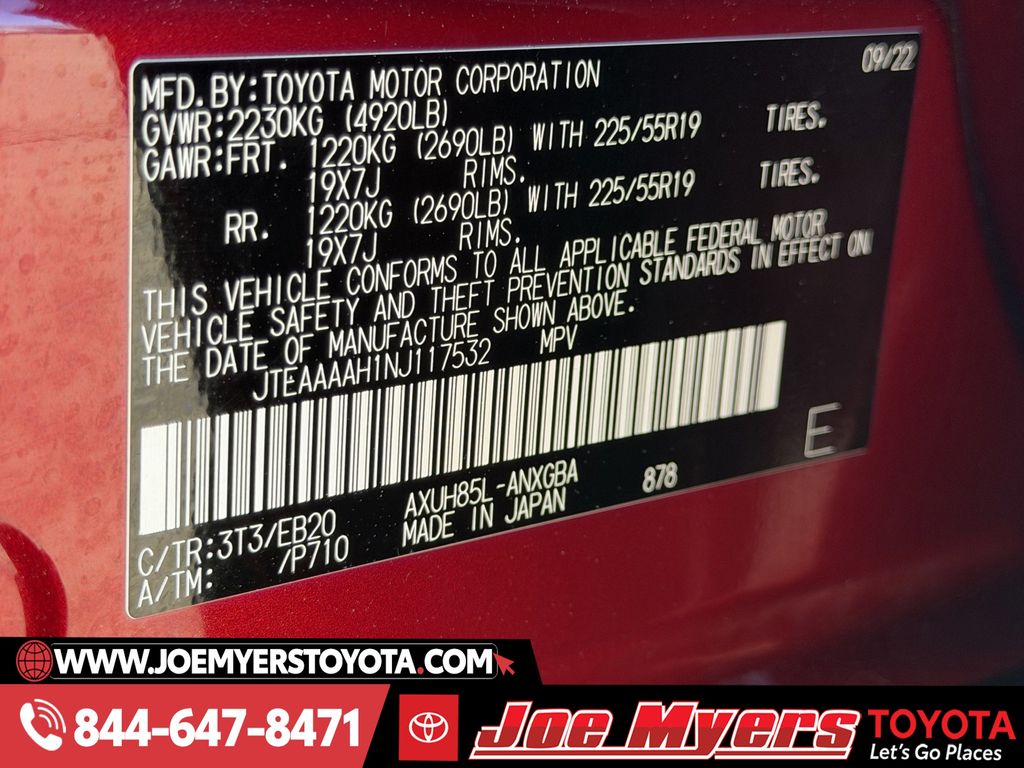 09/22
MFD. BY: TOYOTA MOTOR CORPORATION
GVWR: 2230KG (4920LB)
GAWR: FRT. 1220KG (2690LB) WITH 225/55R19 TIRES.
19X7J RIMS.
RR. 1220KG (2690LB) WITH 225/55R19 TIRES.
19X7J RIMS.
THIS VEHICLE CONFORMS TO ALL APPLICABLE FEDERAL MOTOR
VEHICLE SAFETY AND THEFT PREVENTION STANDARDS IN EFFECT ON
THE DATE OF MANUFACTURE SHOWN ABOVE.
JTEAAAAH1NJ117532 MPV
E
C/TR: 3T3/EB20 AXUH85L-ANXGBA 878
A/TM: /P710 MADE IN JAPAN
WWW.JOEMYERSTOYOTA.COM
844-647-8471
Joe Myers TOYOTA
Let's Go Places